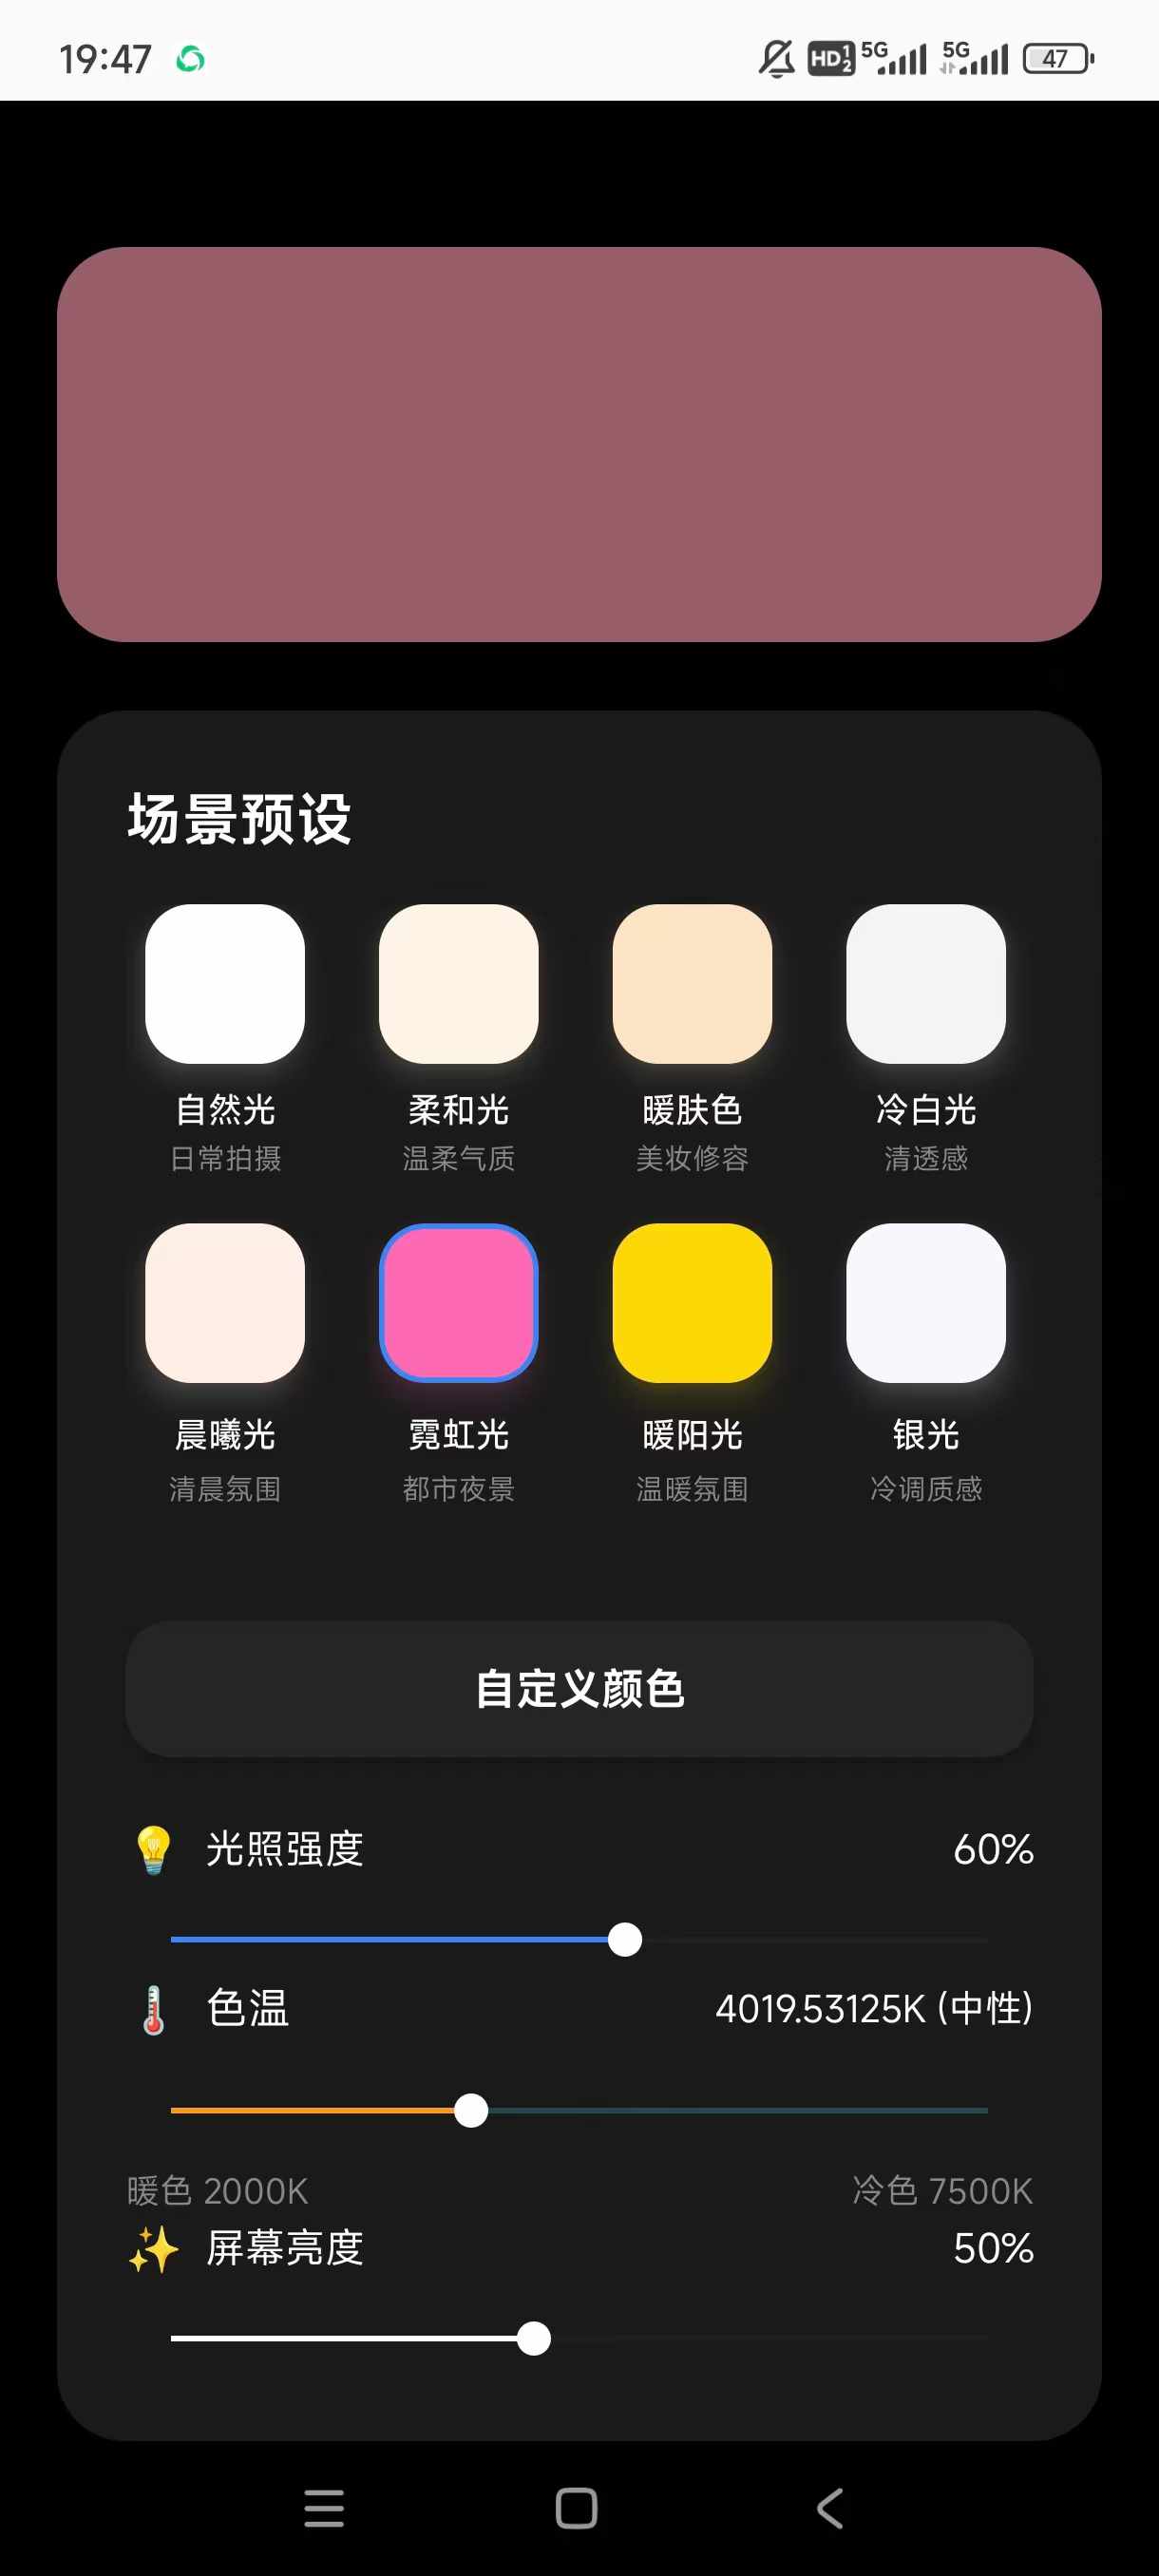 19:47
HD 1 2 5G 5G 47
场景预设
自然光 柔和光 暖肤色 冷白光
日常拍摄 温柔气质 美妆修容 清透感
晨曦光 霓虹光 暖阳光 银光
清晨氛围 都市夜景 温暖氛围 冷调质感
自定义颜色
光照强度 60%
色温 4019.53125K (中性)
暖色 2000K 冷色 7500K
屏幕亮度 50%